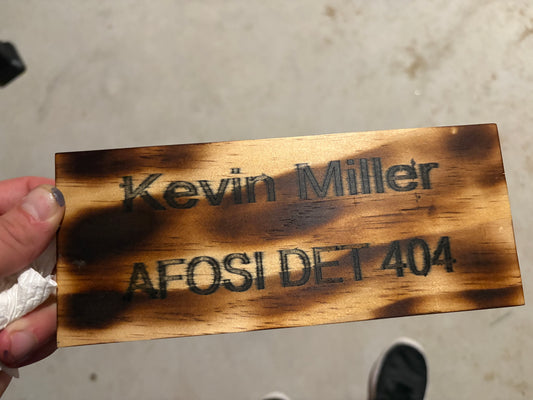 Kevin Miller
AFOSI DET 404